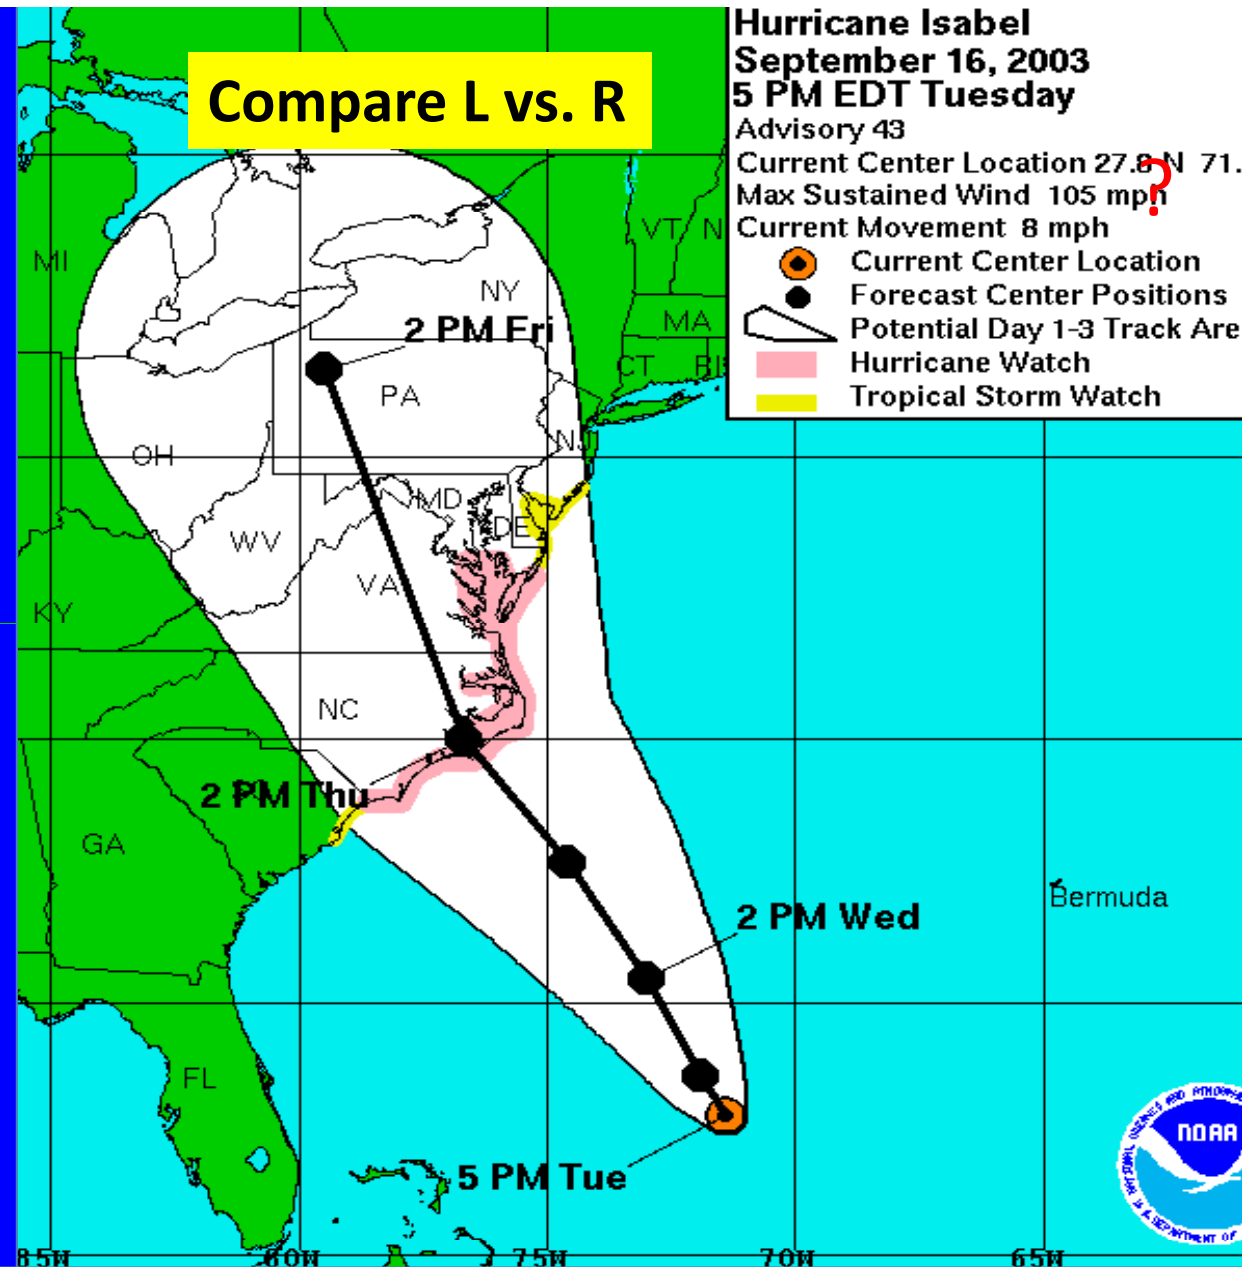 Compare L vs. R
Hurricane Isabel
September 16, 2003
5 PM EDT Tuesday
Advisory 43
Current Center Location 27.8 N 71.
Max Sustained Wind 105 mph
?
Current Movement 8 mph
Current Center Location
Forecast Center Positions
Potential Day 1-3 Track Are
Hurricane Watch
Tropical Storm Watch
VT N
MI
NY
MA
2 PM Fri
CT RI
PA
NJ
OH
MD
DE
WV
VA
KY
NC
2 PM Thu
GA
Bermuda
2 PM Wed
FL
NOAA
5 PM Tue
85W 80W 75W 70W 65W